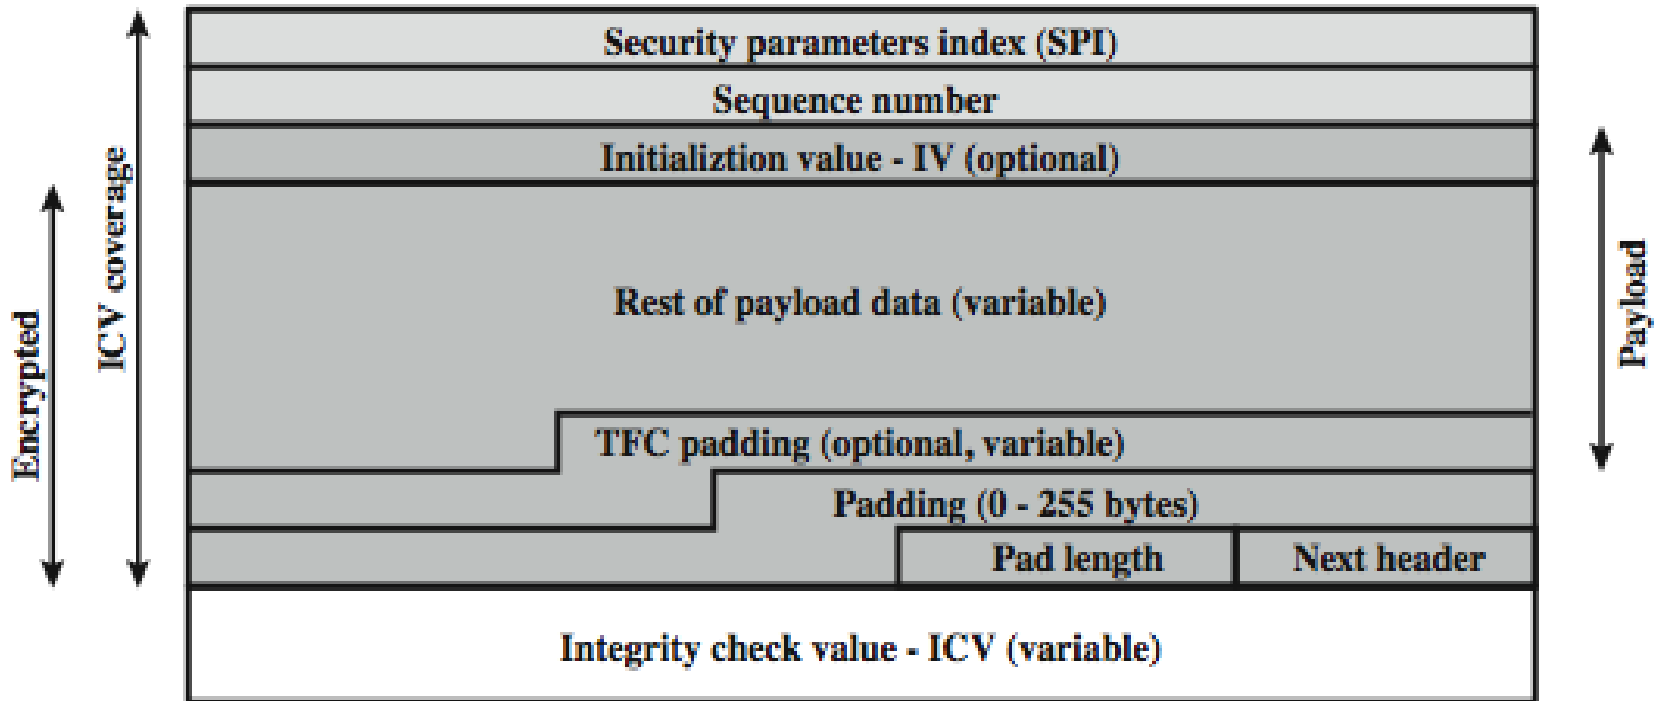 Security parameters index (SPI)
Sequence number
Initializtion value - IV (optional)
Rest of payload data (variable)
TFC padding (optional, variable)
Padding (0 - 255 bytes)
Pad length
Next header
Integrity check value - ICV (variable)
Encrypted
ICV coverage
Payload